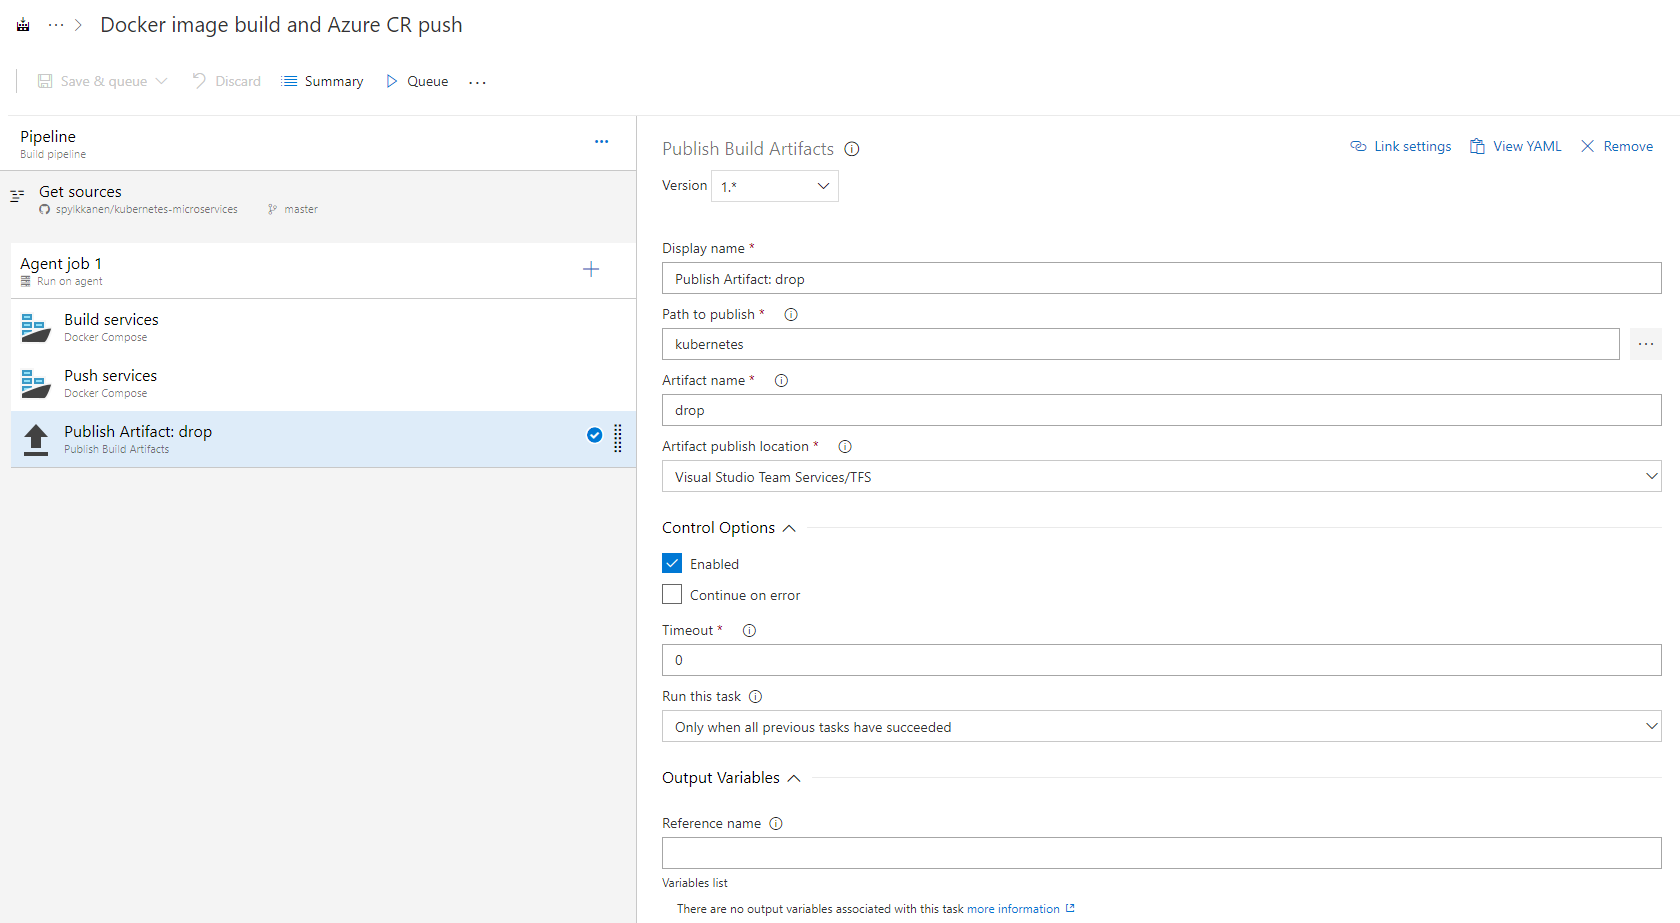 Docker image build and Azure CR push
Save & queue
Discard
Summary
Queue
Pipeline
Build pipeline
Get sources
spylkkanen/kubernetes-microservices
master
Agent job 1
Run on agent
Build services
Docker Compose
Push services
Docker Compose
Publish Artifact: drop
Publish Build Artifacts
Publish Build Artifacts
Link settings
View YAML
Remove
Version
1.*
Display name *
Publish Artifact: drop
Path to publish *
kubernetes
Artifact name *
drop
Artifact publish location *
Visual Studio Team Services/TFS
Control Options
Enabled
Continue on error
Timeout *
0
Run this task
Only when all previous tasks have succeeded
Output Variables
Reference name
Variables list
There are no output variables associated with this task more information